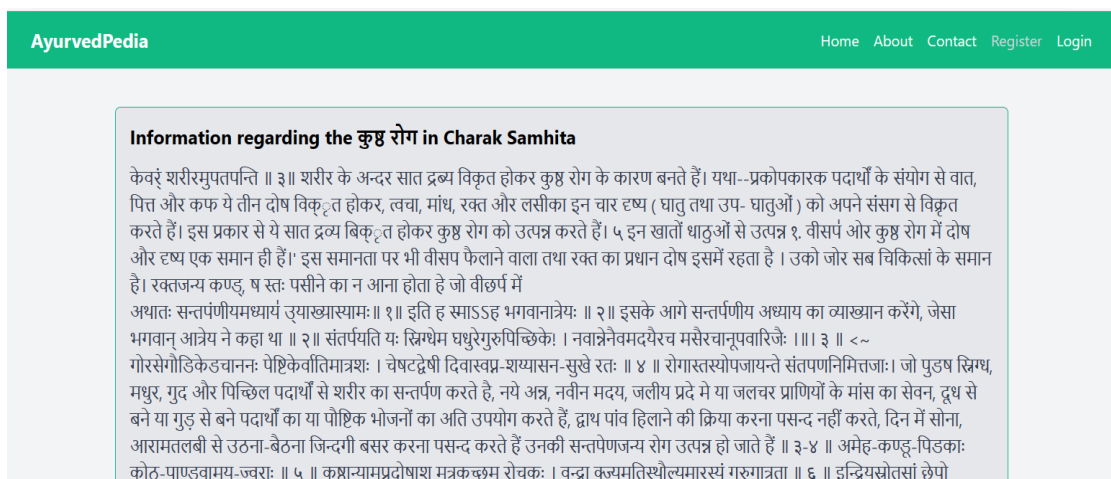 AyurvedPedia
Home About Contact Register Login
Information regarding the कुष्ठ रोग in Charak Samhita
केवरं शरीरमुपतपन्ति ॥ ३॥ शरीर के अन्दर सात द्रब्य विकृत होकर कुष्ठ रोग के कारण बनते हैं। यथा--प्रकोपकारक पदार्थों के संयोग से वात,
पित्त और कफ ये तीन दोष विक्ृत होकर, त्वचा, मांध, रक्त और लसीका इन चार दृष्य ( घातु तथा उप- घातुओं ) को अपने संसग से विक्रृत
करते हैं। इस प्रकार से ये सात द्रव्य बिक्ृत होकर कुष्ठ रोग को उत्पन्न करते हैं। ५ इन खातों धाठुओं से उत्पन्न १. वीसर्प ओर कुष्ठ रोग में दोष
और दृष्य एक समान ही हैं।' इस समानता पर भी वीसप फैलाने वाला तथा रक्त का प्रधान दोष इसमें रहता है । उको जोर सब चिकित्सां के समान
है। रक्तजन्य कण्ड्, ष स्तः पसीने का न आना होता हे जो वीछर्प में
अथातः सन्तपंणीयमध्यायं उ्याख्यास्यामः॥ १॥ इति ह स्माऽऽह भगवानात्रेयः ॥ २॥ इसके आगे सन्तर्पणीय अध्याय का व्याख्यान करेंगे, जेसा
भगवान् आत्रेय ने कहा था ॥ २॥ संतर्पयति यः स्निग्धेम घधुरेगुरुपिच्छिके! । नवान्नेनैवमदयैरच मसैरचानूपवारिजैः ।॥। ३ ॥ <~
गोरसेगौडिकेडचाननः पेष्टिकेर्वातिमात्रशः । चेषटद्वेषी दिवास्वप्न-शय्यासन-सुखे रतः ॥ ४ ॥ रोगास्तस्योपजायन्ते संतपणनिमित्तजाः। जो पुडष स्निग्ध,
मधुर, गुद और पिच्छिल पदार्थों से शरीर का सन्तर्पण करते है, नये अन्न, नवीन मदय, जलीय प्रदे मे या जलचर प्राणियों के मांस का सेवन, दूध से
बने या गुड़ से बने पदार्थों का या पौष्टिक भोजनों का अति उपयोग करते हैं, द्वाथ पांव हिलाने की क्रिया करना पसन्द नहीं करते, दिन में सोना,
आरामतलबी से उठना-बैठना जिन्दगी बसर करना पसन्द करते हैं उनकी सन्तपेणजन्य रोग उत्पन्न हो जाते हैं ॥ ३-४ ॥ अमेह-कण्डू-पिडकाः
कोठ-पाण्डवामय-ज्वराः ॥ ५ ॥